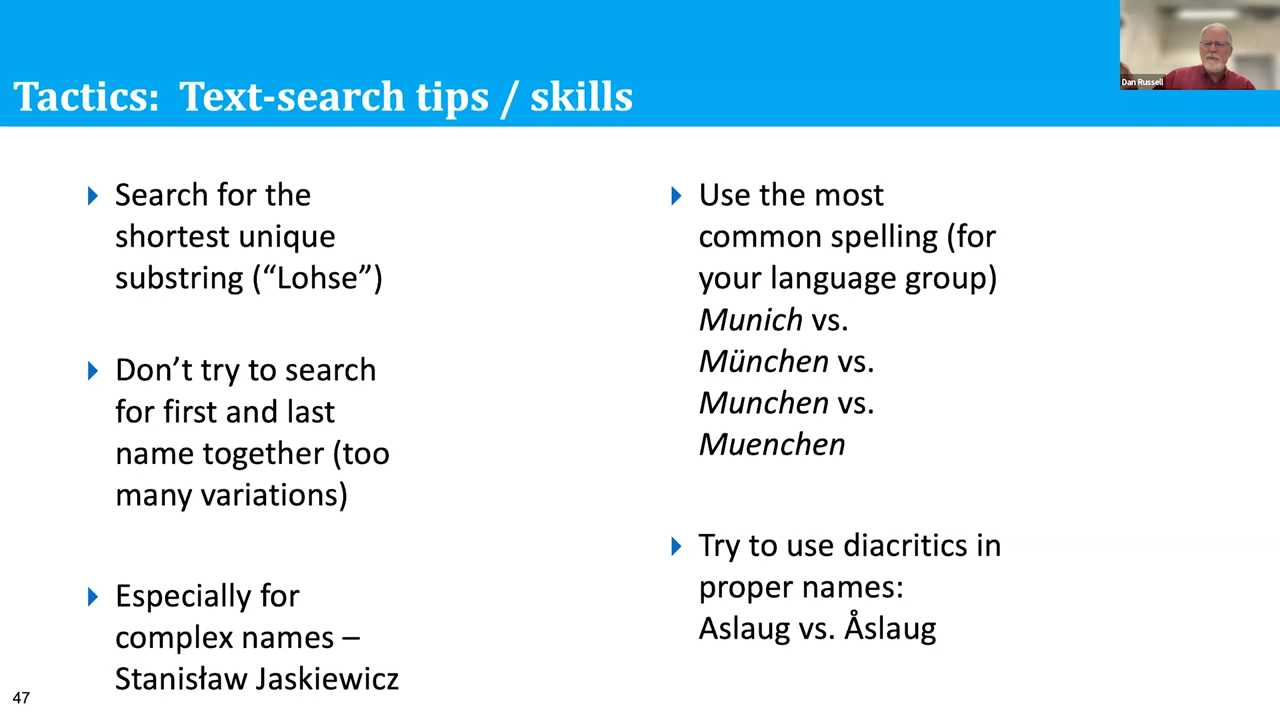 Tactics:  Text-search tips / skills
Dan Russell
Search for the
shortest unique
substring (“Lohse”)
Don’t try to search
for first and last
name together (too
many variations)
Especially for
complex names –
Stanisław Jaskiewicz
Use the most
common spelling (for
your language group)
Munich vs.
München vs.
Munchen vs.
Muenchen
Try to use diacritics in
proper names:
Aslaug vs. Åslaug
47